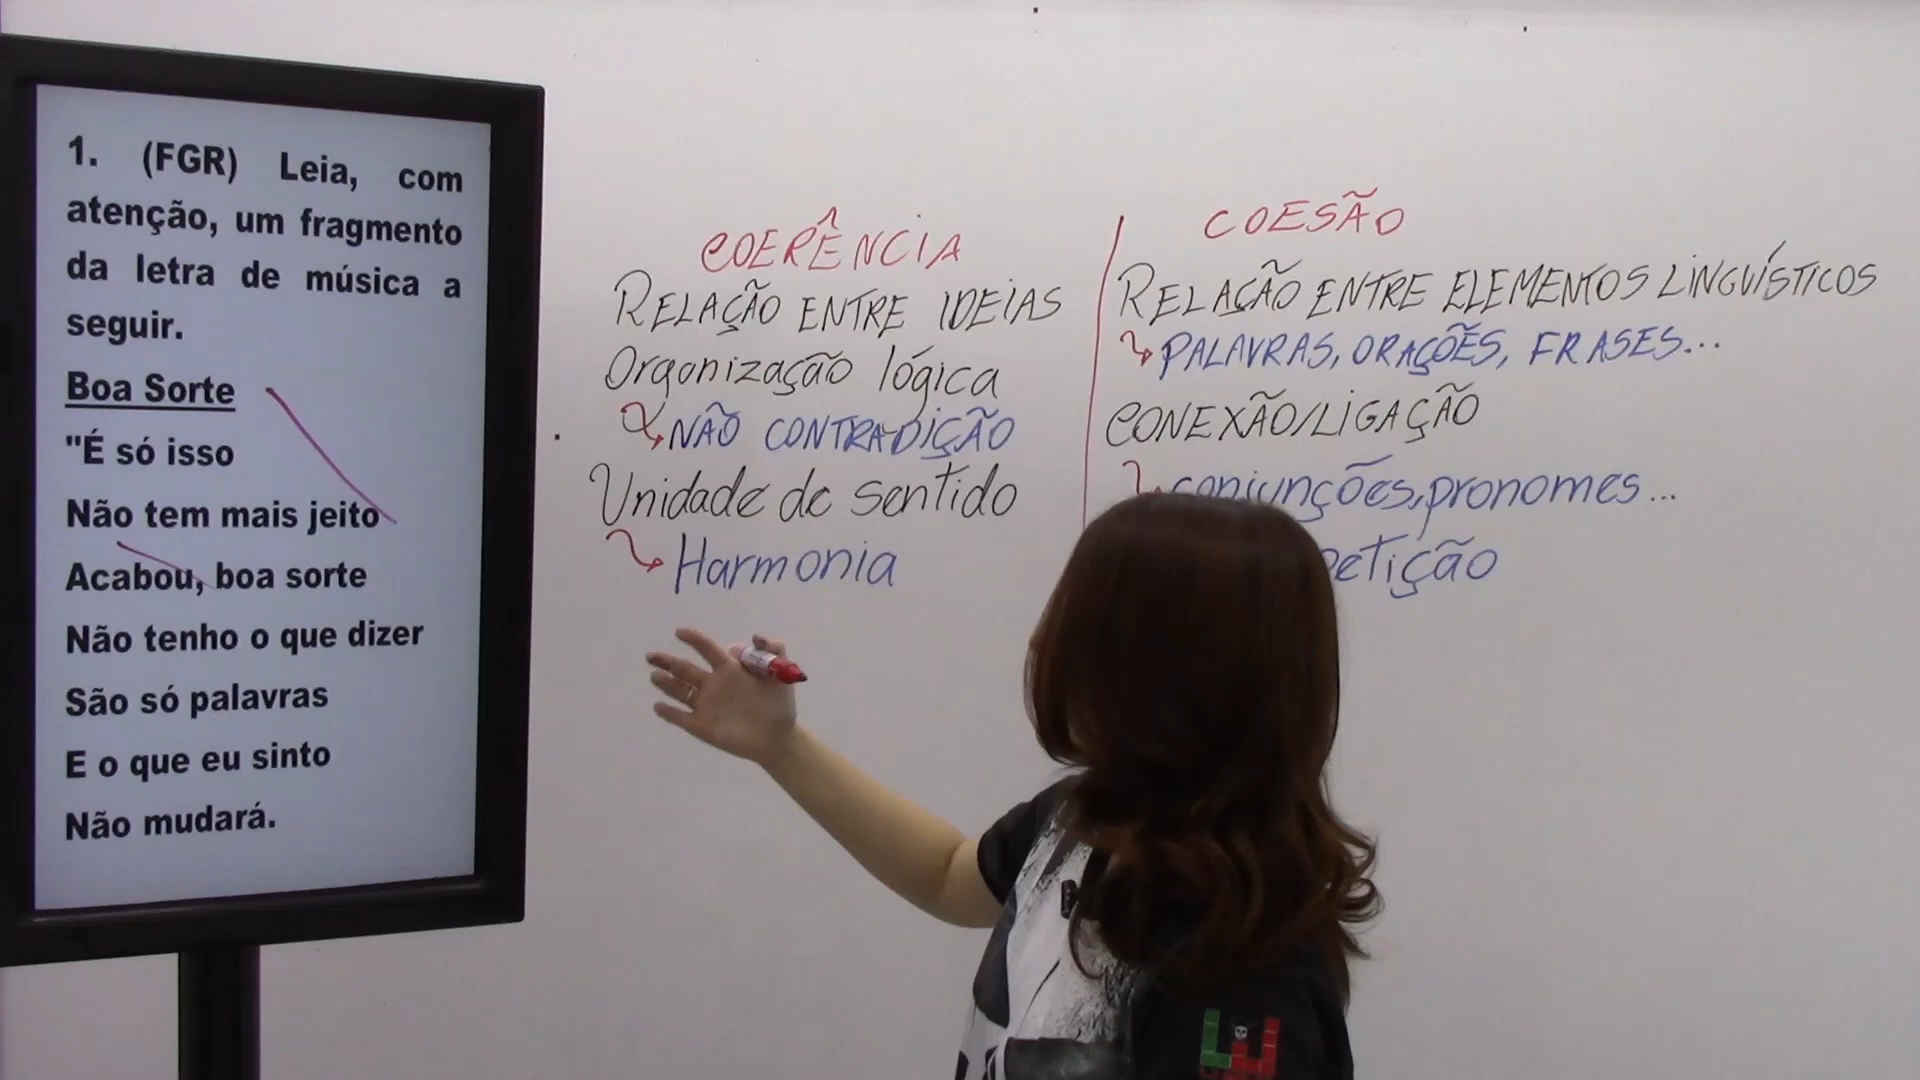 1. (FGR) Leia, com
atenção, um fragmento
da letra de música a
seguir.
Boa Sorte
"É só isso
Não tem mais jeito
Acabou, boa sorte
Não tenho o que dizer
São só palavras
E o que eu sinto
Não mudará.
COERÊNCIA
RELAÇÃO ENTRE IDEIAS
Organização lógica
NÃO CONTRADIÇÃO
Unidade de sentido
Harmonia
COESÃO
RELAÇÃO ENTRE ELEMENTOS LINGUÍSTICOS
PALAVRAS, ORAÇÕES, FRASES...
CONEXÃO/LIGAÇÃO
conjunções, pronomes...
petição